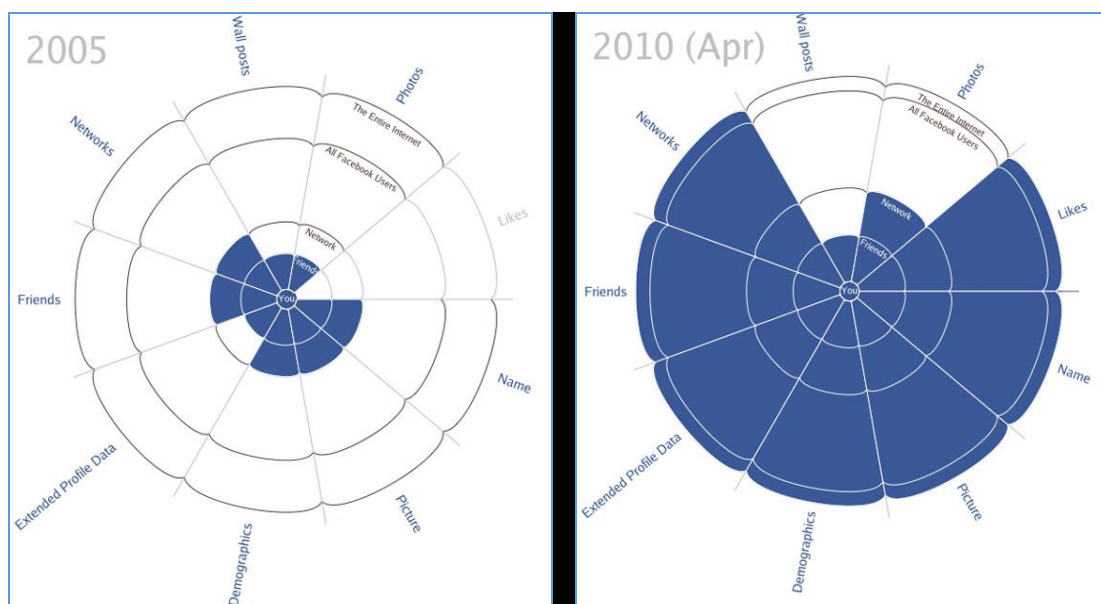 2005
Wall posts
Photos
The Entire Internet
All Facebook Users
Networks
Network
Likes
Friends
You
Friends
Name
Extended Profile Data
Picture
Demographics
2010 (Apr)
Wall posts
Photos
The Entire Internet
All Facebook Users
Networks
Network
Likes
Friends
You
Friends
Name
Extended Profile Data
Picture
Demographics